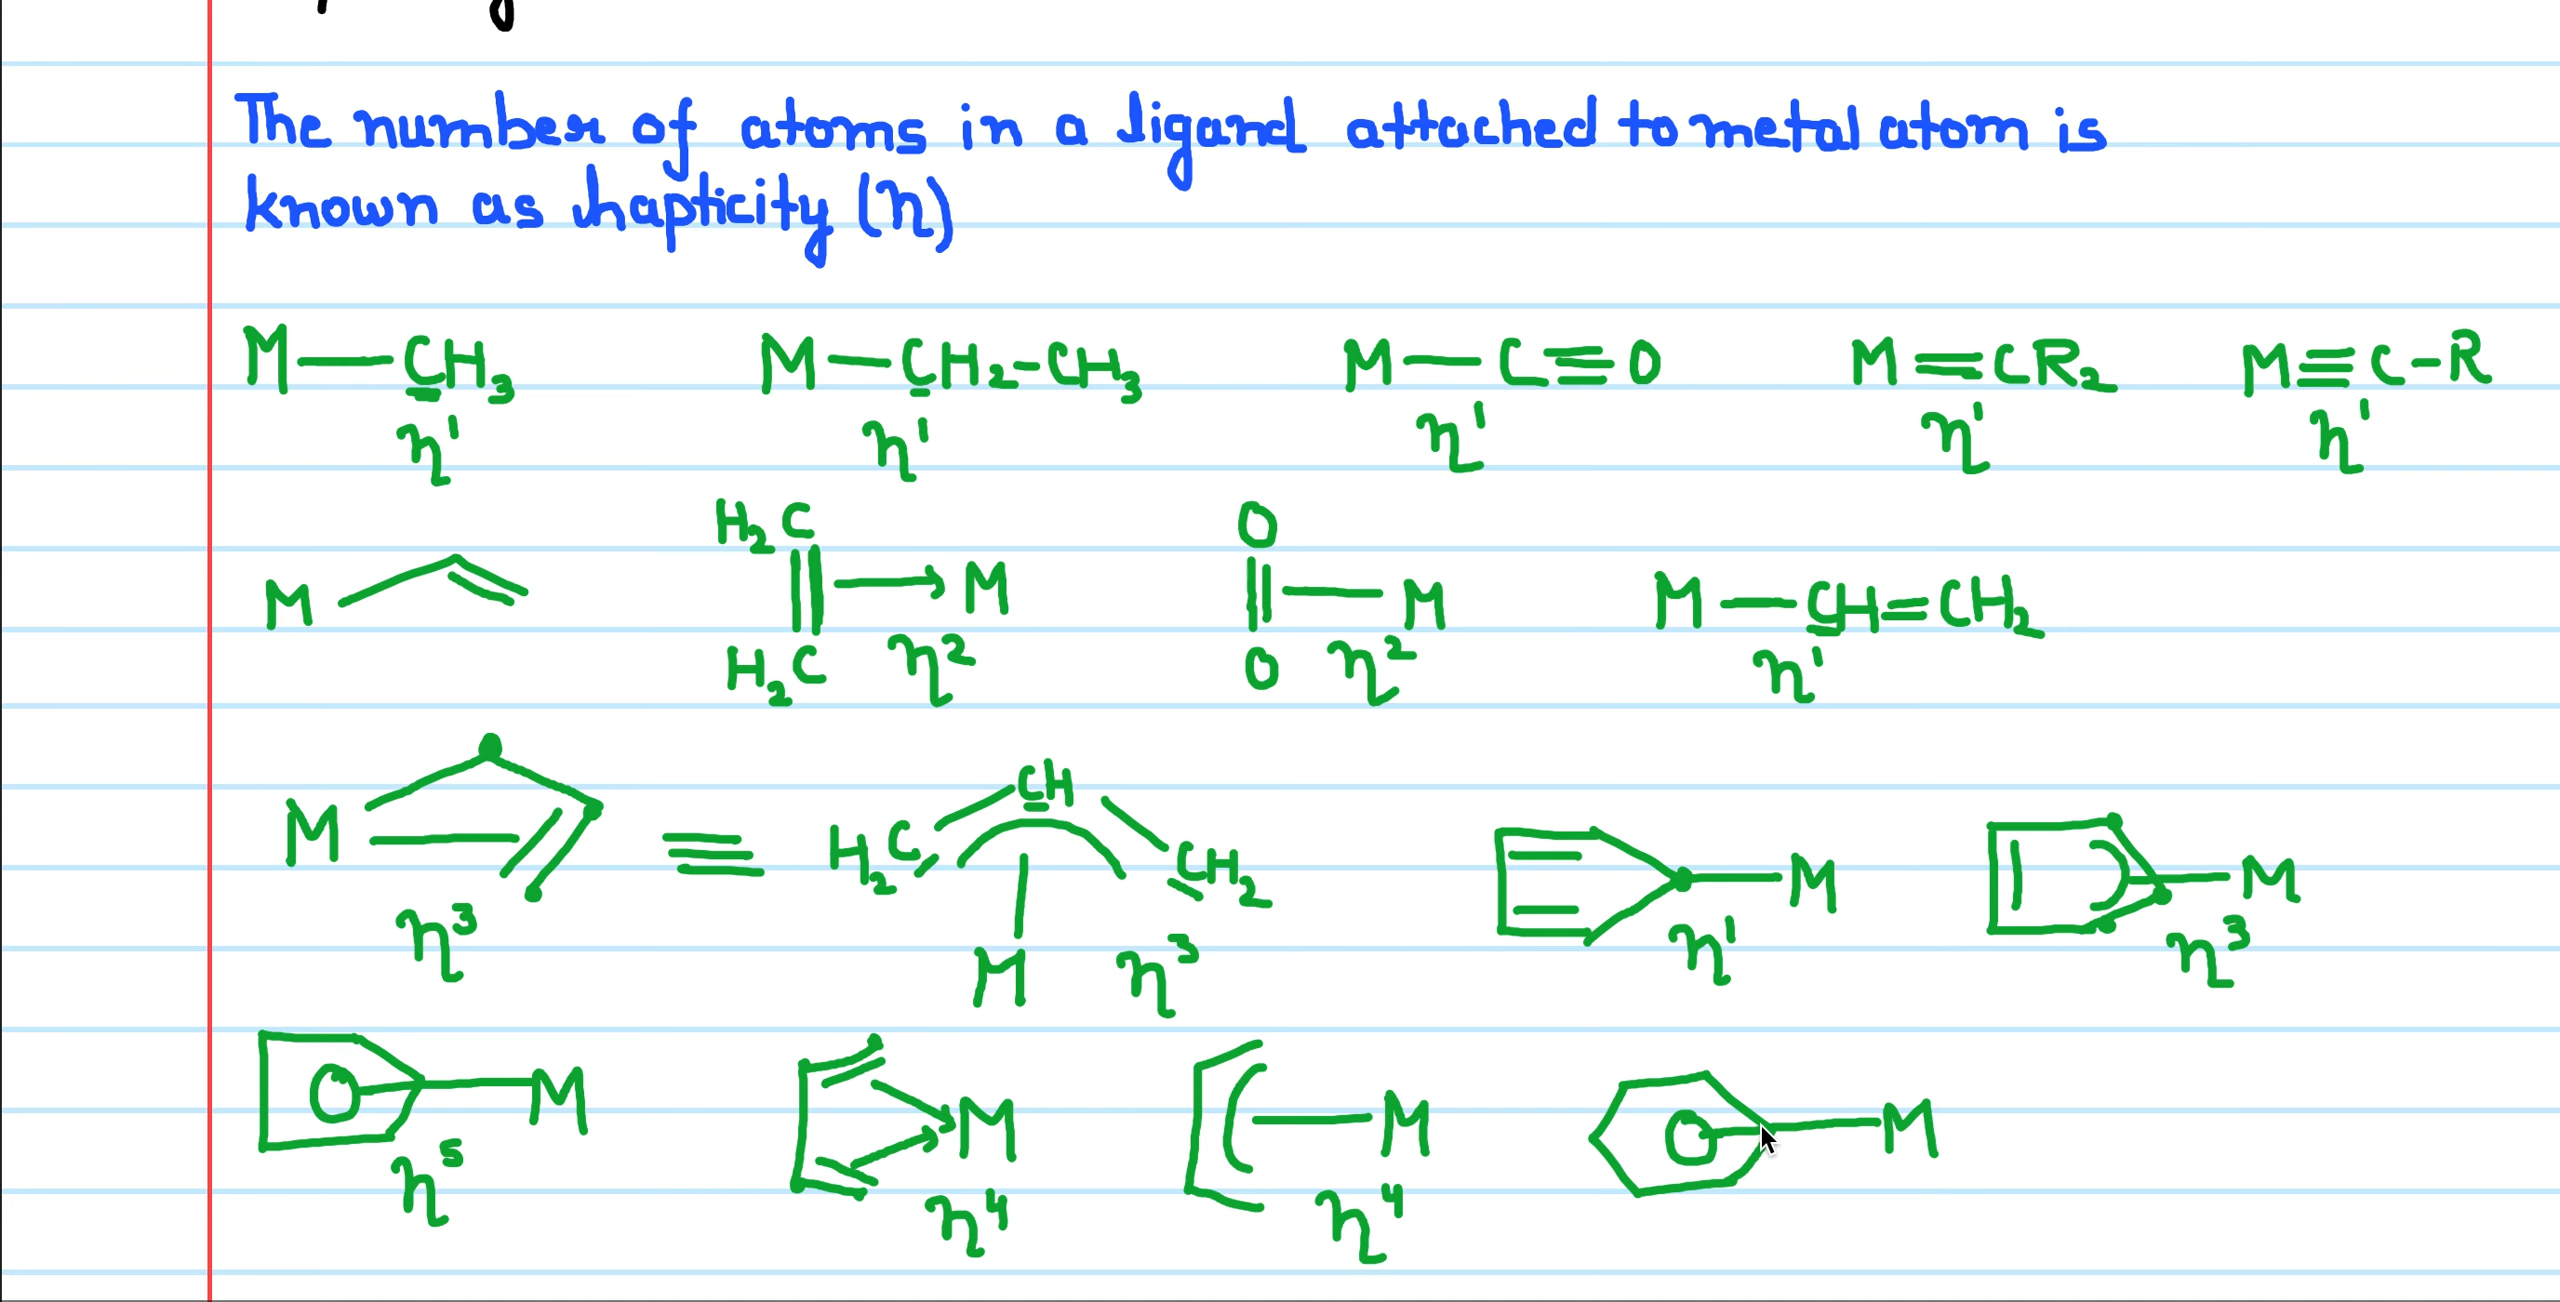 The number of atoms in a ligand attached to metal atom is
known as hapticity (η)
M—CH₃ M—CH₂-CH₃ M—C≡O M=CR₂ M≡C-R
η¹ η¹ η¹ η¹ η¹
H₂C O
M → M — M M—CH=CH₂
H₂C η² O η² η¹
CH
M ≡ H₂C CH₂ M M
η³ M η³ η¹ η³
M M M M
η⁵ η⁴ η⁴